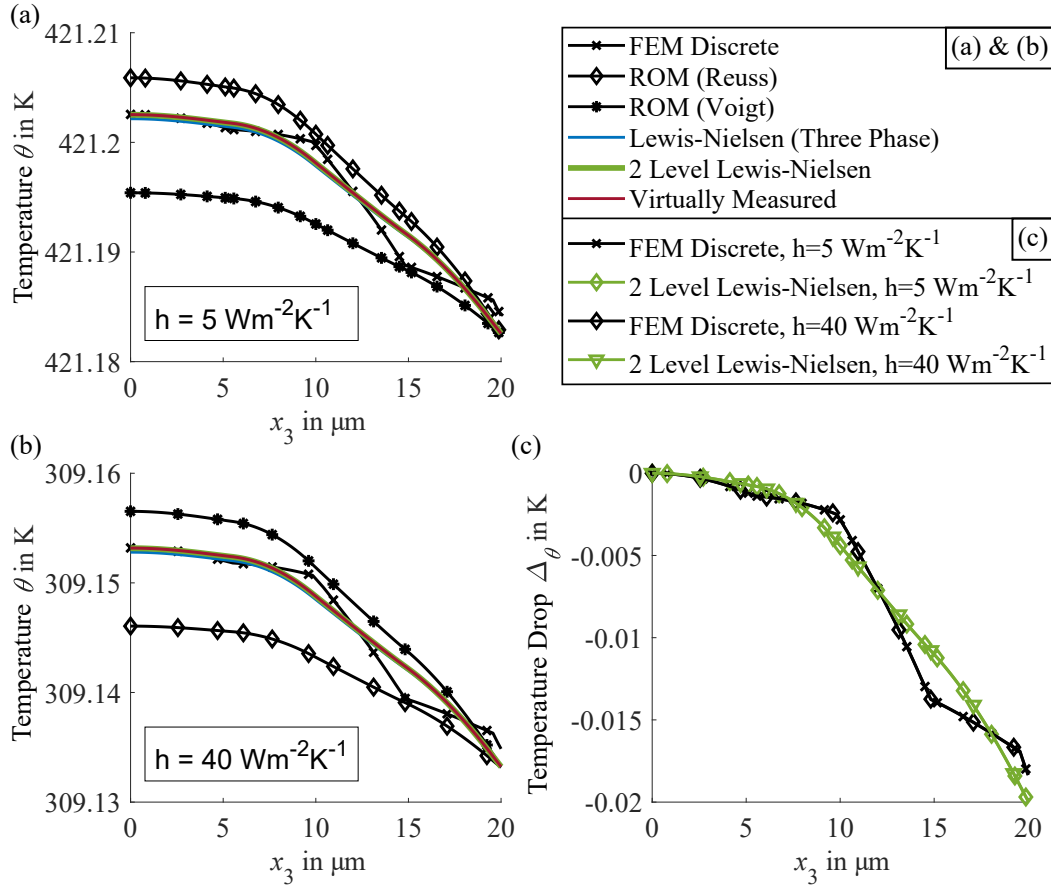 (a)
421.21
421.2
421.19
421.18
Temperature θ in K
h = 5 Wm⁻²K⁻¹
0 5 10 15 20
x₃ in μm
FEM Discrete
(a) & (b)
ROM (Reuss)
ROM (Voigt)
Lewis-Nielsen (Three Phase)
2 Level Lewis-Nielsen
Virtually Measured
FEM Discrete, h=5 Wm⁻²K⁻¹
(c)
2 Level Lewis-Nielsen, h=5 Wm⁻²K⁻¹
FEM Discrete, h=40 Wm⁻²K⁻¹
2 Level Lewis-Nielsen, h=40 Wm⁻²K⁻¹
(b)
309.16
309.15
309.14
309.13
Temperature θ in K
h = 40 Wm⁻²K⁻¹
0 5 10 15 20
x₃ in μm
(c)
0
-0.005
-0.01
-0.015
-0.02
Temperature Drop Δ_θ in K
0 5 10 15 20
x₃ in μm